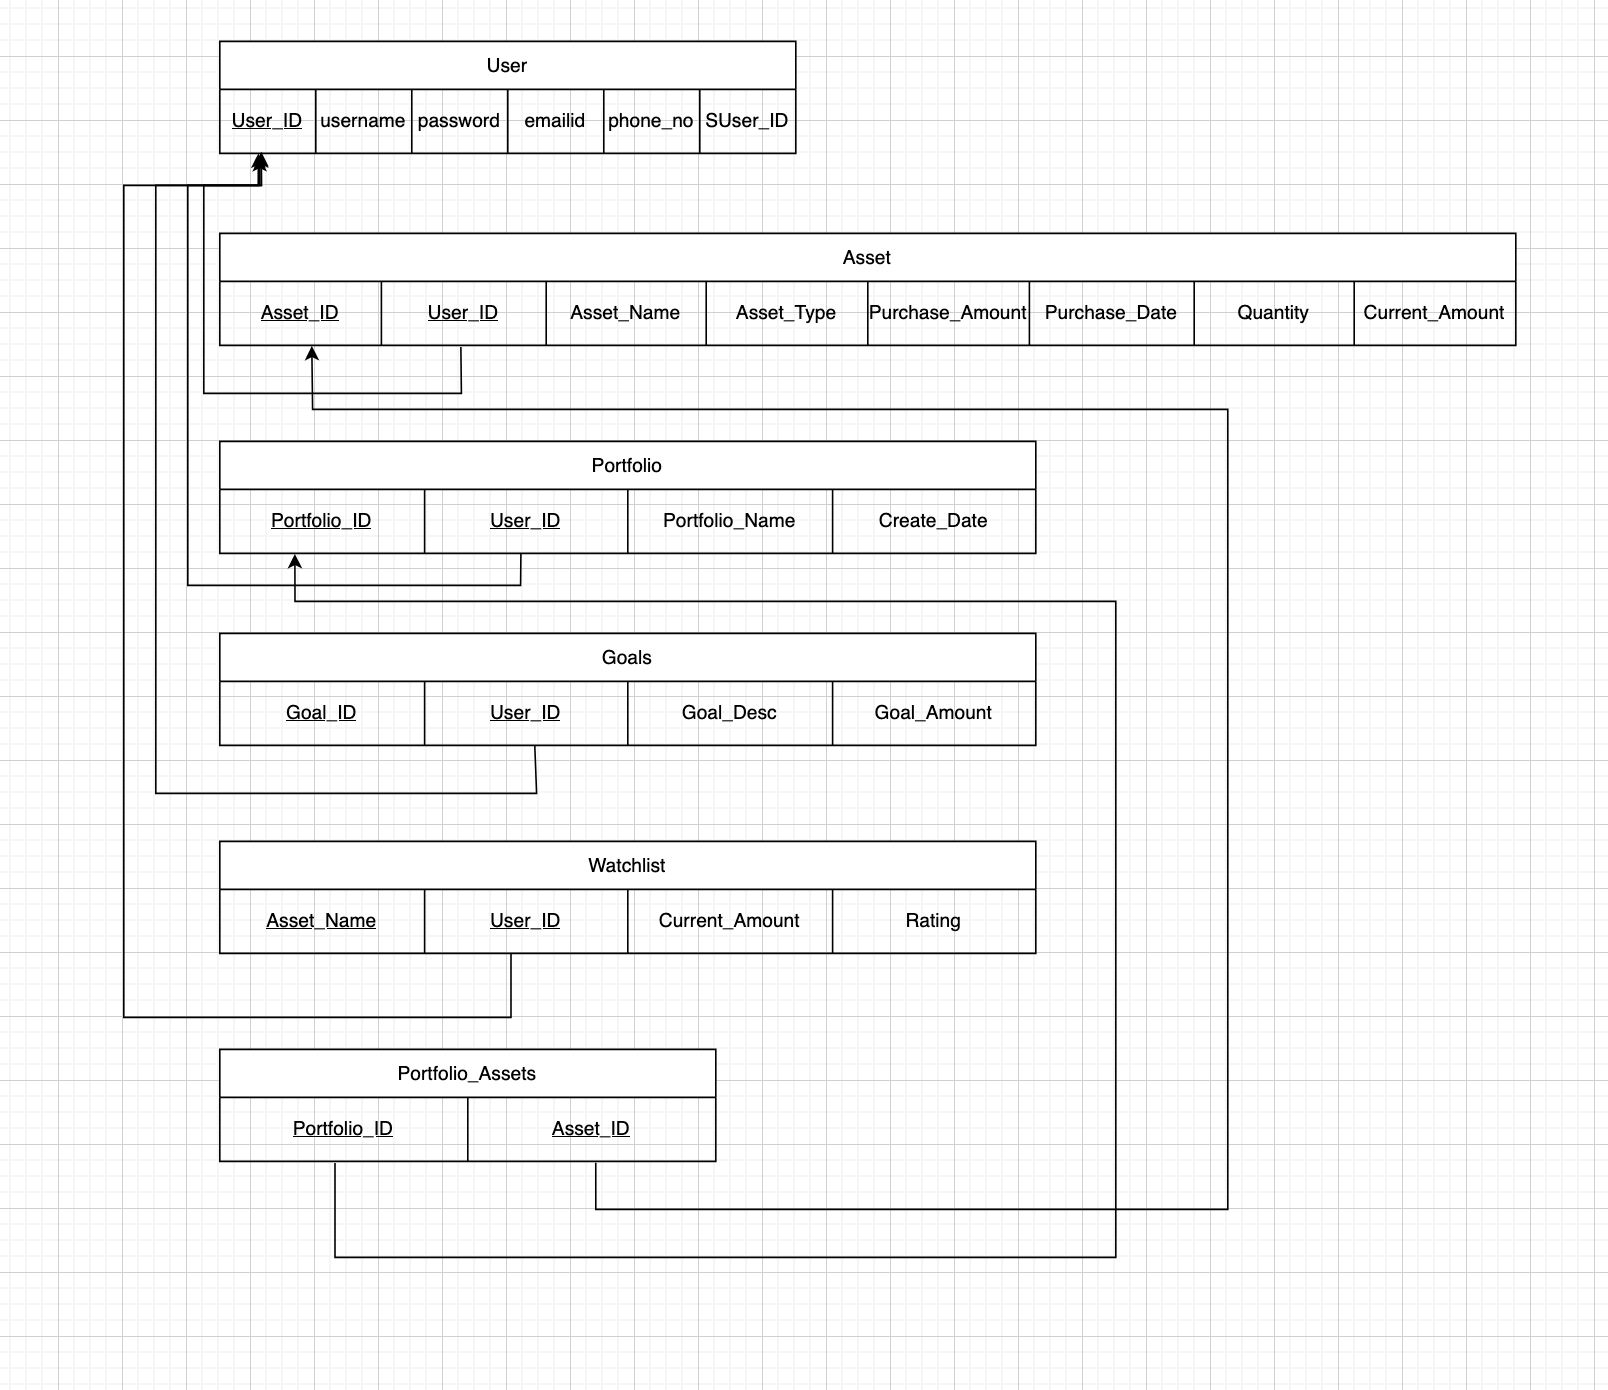 User
User_ID username password emailid phone_no SUser_ID
Asset
Asset_ID User_ID Asset_Name Asset_Type Purchase_Amount Purchase_Date Quantity Current_Amount
Portfolio
Portfolio_ID User_ID Portfolio_Name Create_Date
Goals
Goal_ID User_ID Goal_Desc Goal_Amount
Watchlist
Asset_Name User_ID Current_Amount Rating
Portfolio_Assets
Portfolio_ID Asset_ID